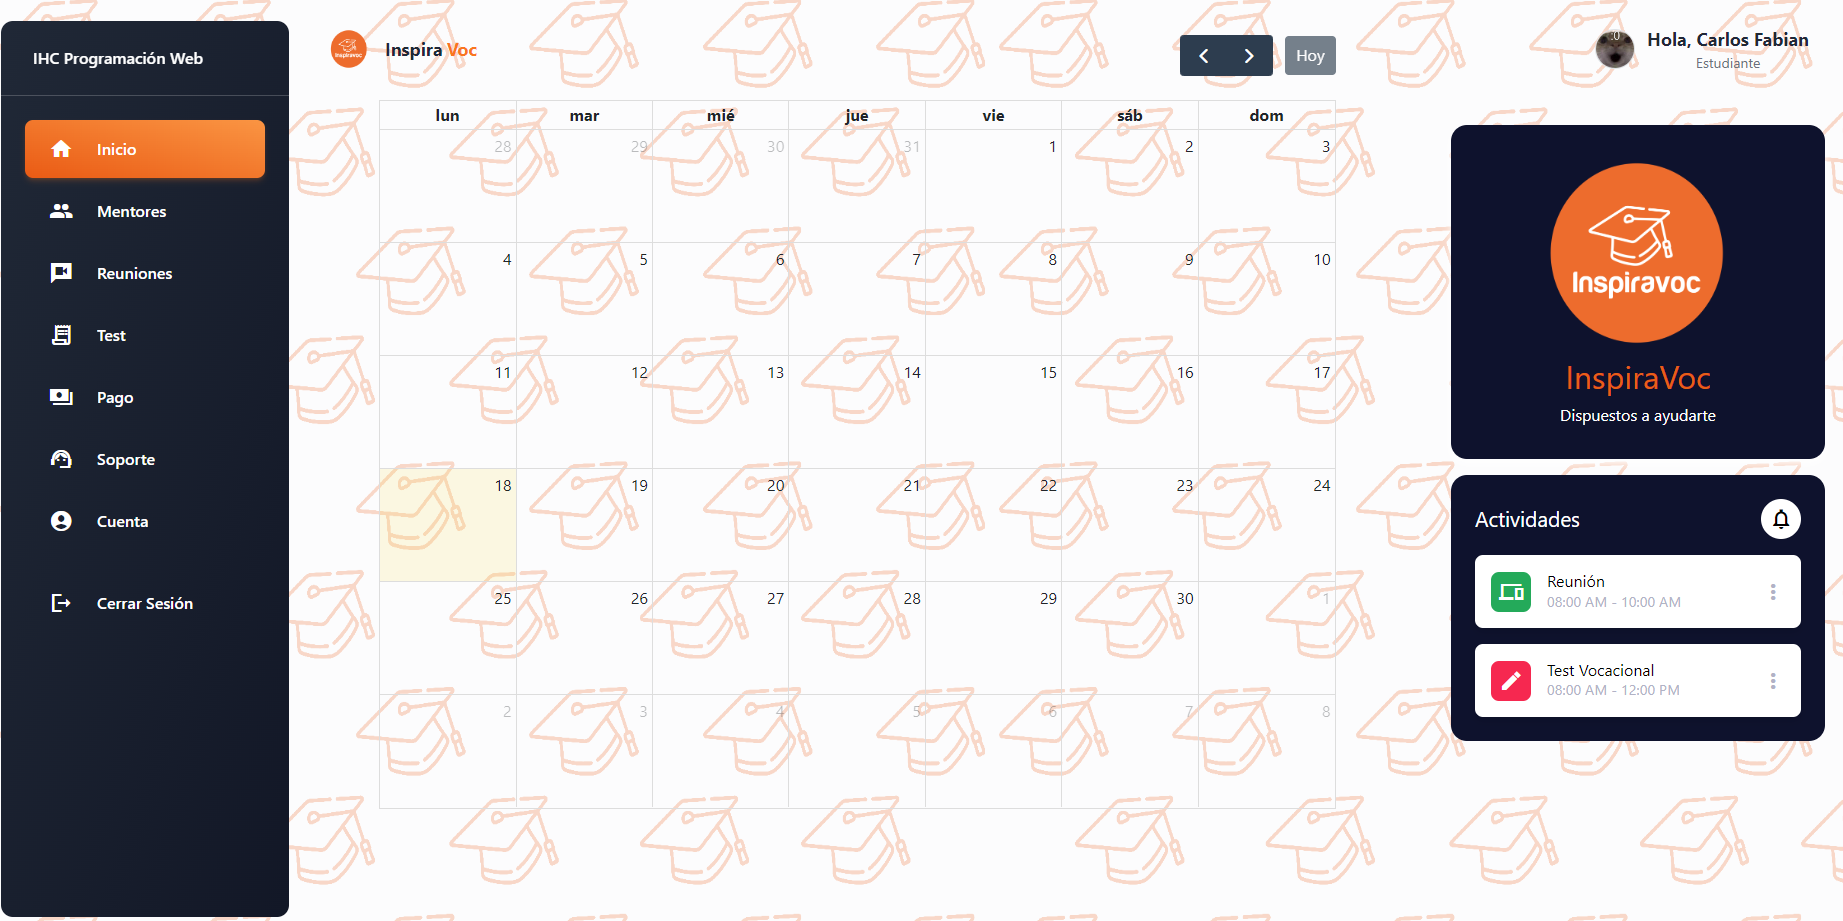 IHC Programación Web
Inicio
Mentores
Reuniones
Test
Pago
Soporte
Cuenta
Cerrar Sesión
Inspiravoc
Inspira Voc
Hoy
:0
Hola, Carlos Fabian
Estudiante
lun mar mié jue vie sáb dom
28 29 30 31 1 2 3
4 5 6 7 8 9 10
11 12 13 14 15 16 17
18 19 20 21 22 23 24
25 26 27 28 29 30 1
2 3 4 5 6 7 8
Inspiravoc
InspiraVoc
Dispuestos a ayudarte
Actividades
Reunión
08:00 AM - 10:00 AM
Test Vocacional
08:00 AM - 12:00 PM